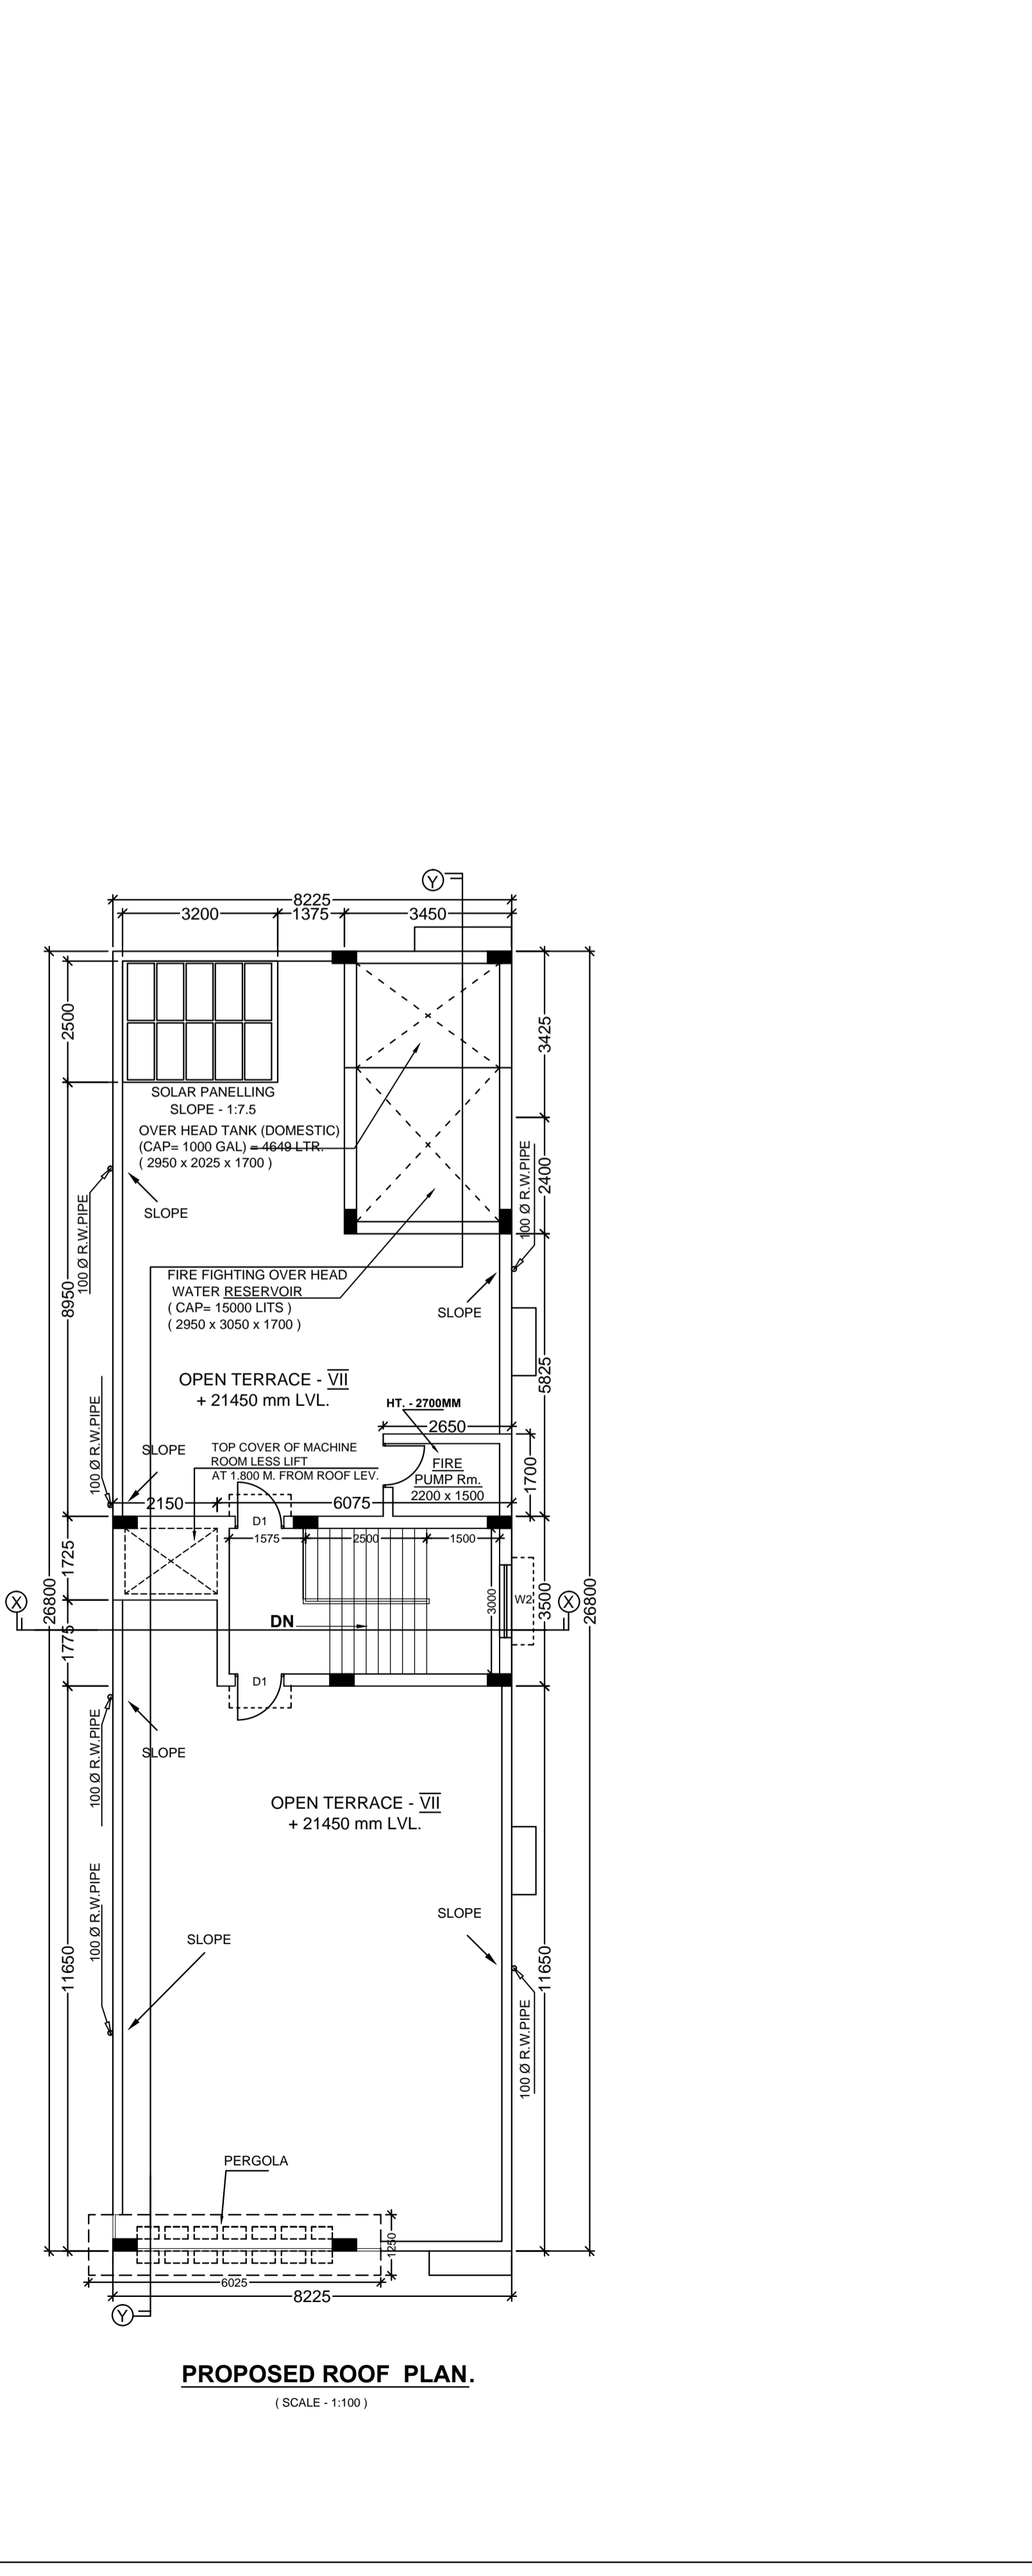 Y
8225
3200
1375
3450
2500
3425
SOLAR PANELLING
SLOPE - 1:7.5
OVER HEAD TANK (DOMESTIC)
(CAP= 1000 GAL) = 4649 LTR.
( 2950 x 2025 x 1700 )
100 Ø R.W.PIPE
2400
100 Ø R.W.PIPE
SLOPE
FIRE FIGHTING OVER HEAD
WATER RESERVOIR
( CAP= 15000 LITS )
( 2950 x 3050 x 1700 )
SLOPE
8950
5825
OPEN TERRACE - VII
+ 21450 mm LVL.
HT. - 2700MM
2650
100 Ø R.W.PIPE
SLOPE
TOP COVER OF MACHINE
ROOM LESS LIFT
AT 1.800 M. FROM ROOF LEV.
FIRE
PUMP Rm.
2200 x 1500
1700
2150
6075
D1
1575
2500
1500
1725
26800
X
1775
DN
3000
W2
3500
X
26800
D1
100 Ø R.W.PIPE
SLOPE
OPEN TERRACE - VII
+ 21450 mm LVL.
100 Ø R.W.PIPE
SLOPE
SLOPE
11650
11650
100 Ø R.W.PIPE
PERGOLA
1250
6025
8225
Y
PROPOSED ROOF PLAN.
( SCALE - 1:100 )